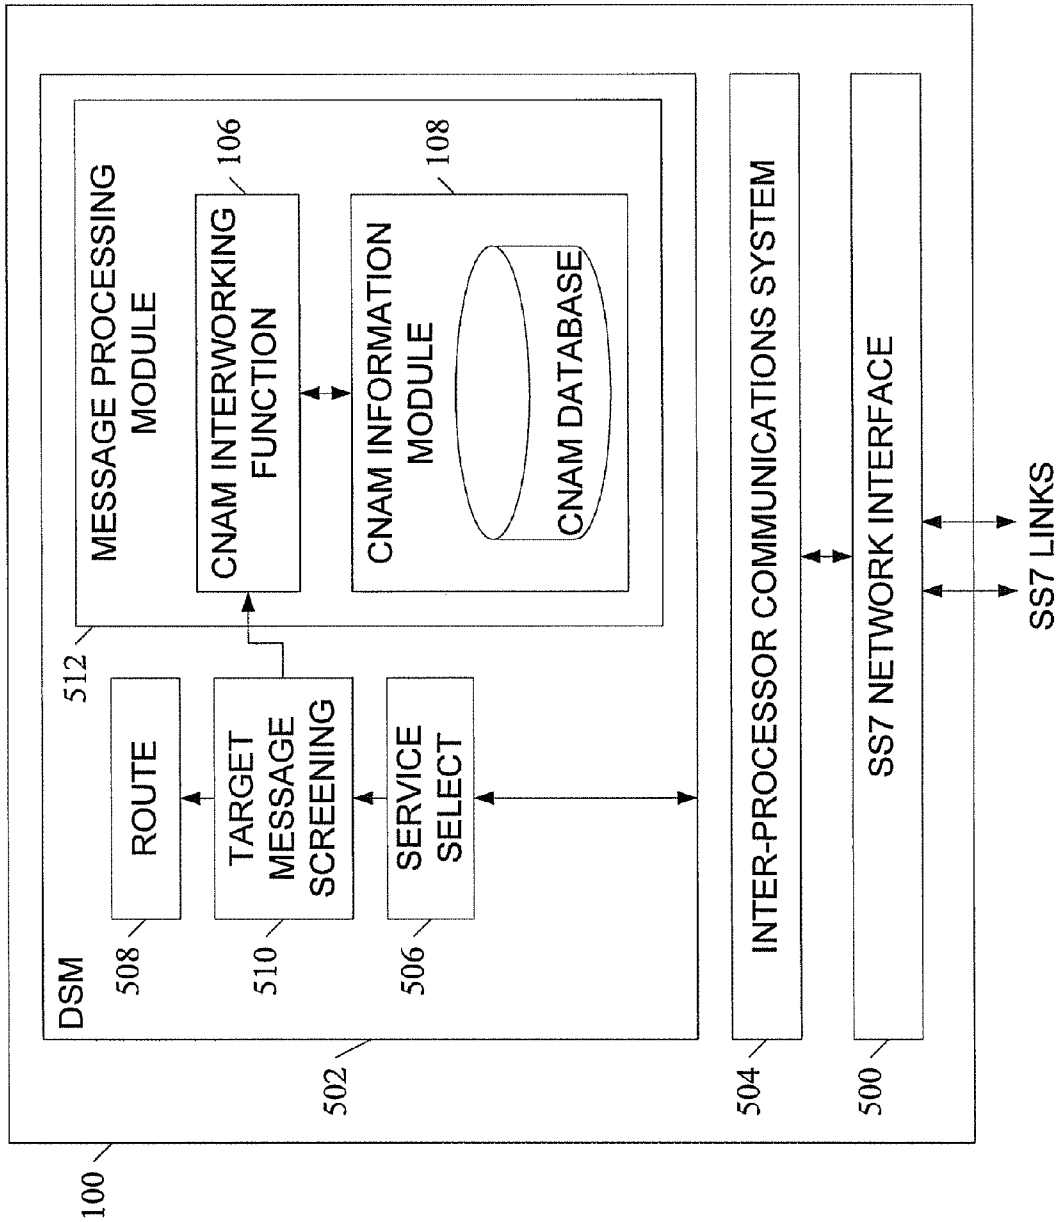 100
502
DSM
508
ROUTE
510
TARGET
MESSAGE
SCREENING
506
SERVICE
SELECT
512
MESSAGE PROCESSING
MODULE
106
CNAM INTERWORKING
FUNCTION
108
CNAM INFORMATION
MODULE
CNAM DATABASE
504
INTER-PROCESSOR COMMUNICATIONS SYSTEM
500
SS7 NETWORK INTERFACE
SS7 LINKS